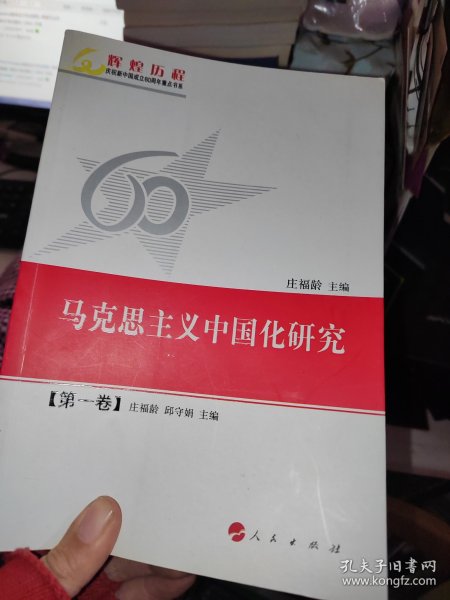 辉煌历程
庆祝新中国成立60周年重点书系
60
庄福龄 主编
马克思主义中国化研究
【第一卷】 庄福龄 邱守娟 主编
人民出版社
孔夫子旧书网
www.kongfz.com